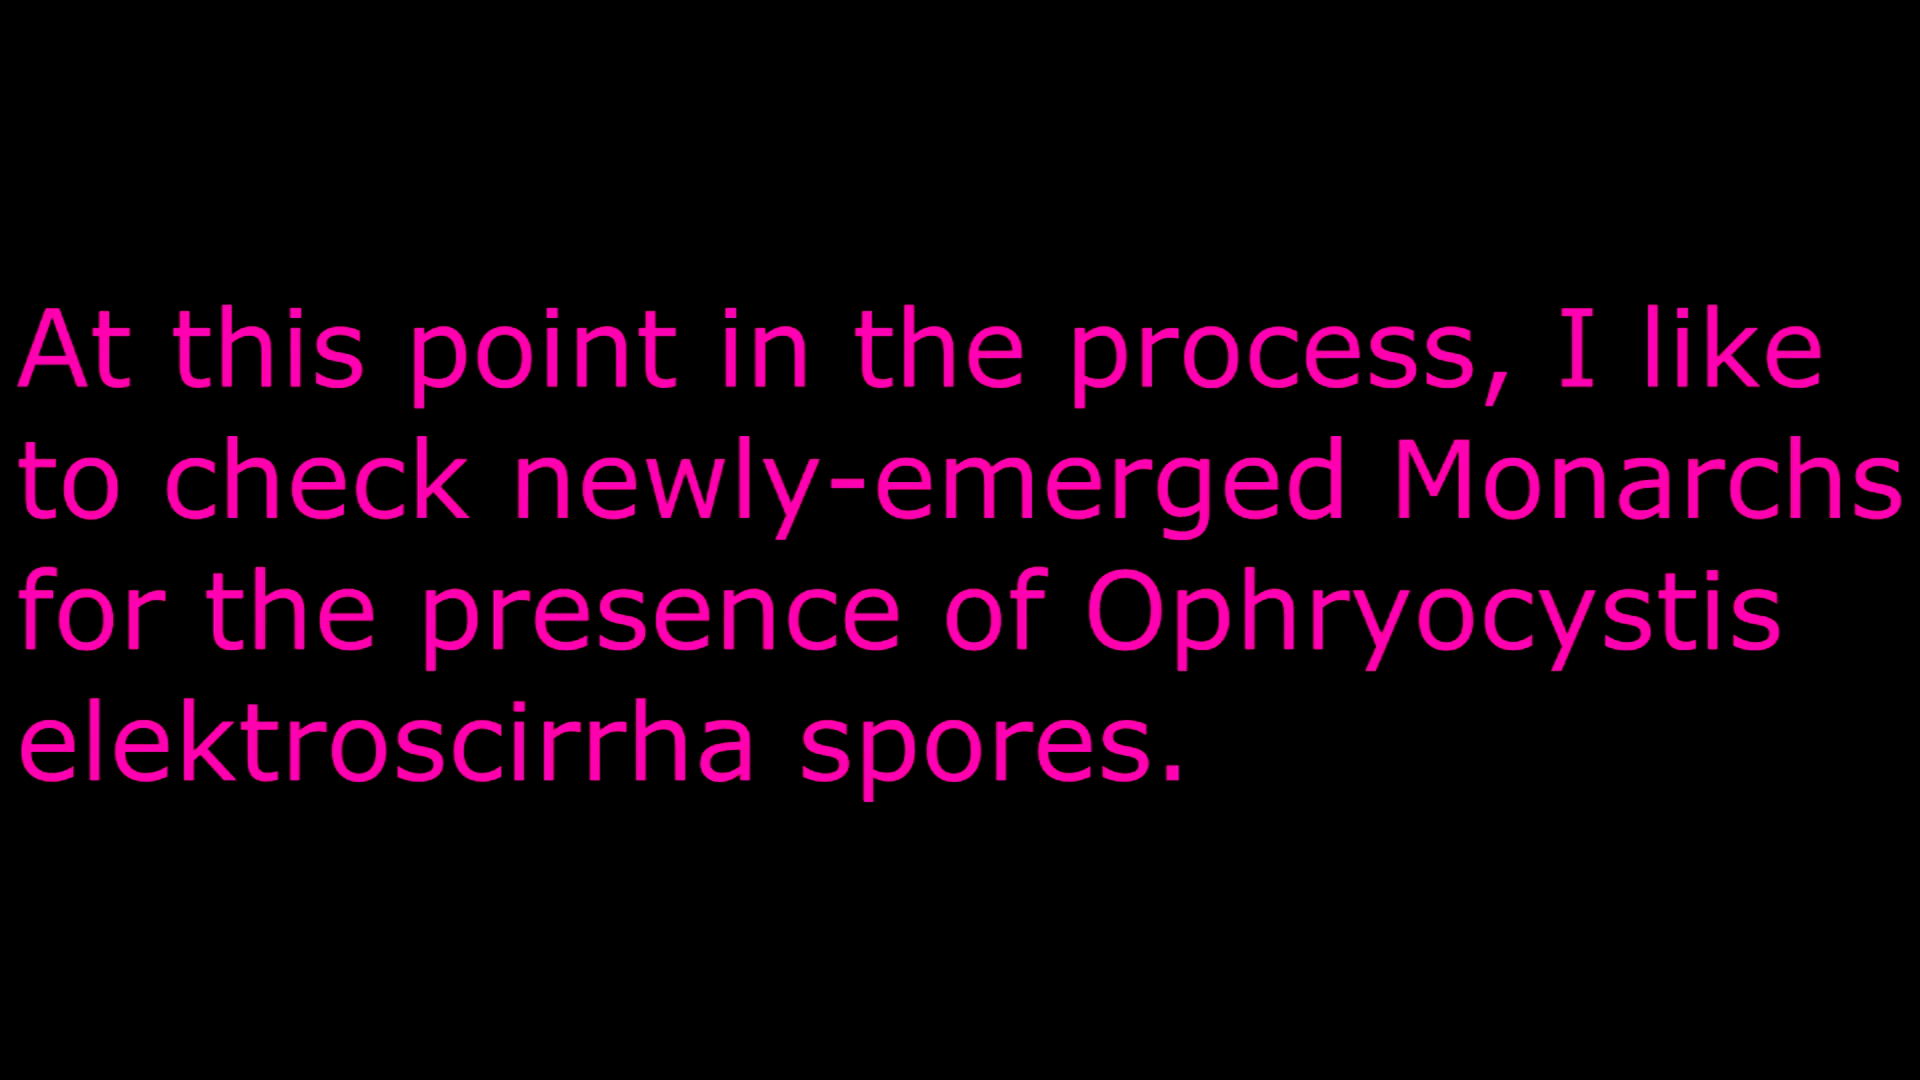 At this point in the process, I like
to check newly-emerged Monarchs
for the presence of Ophryocystis
elektroscirrha spores.